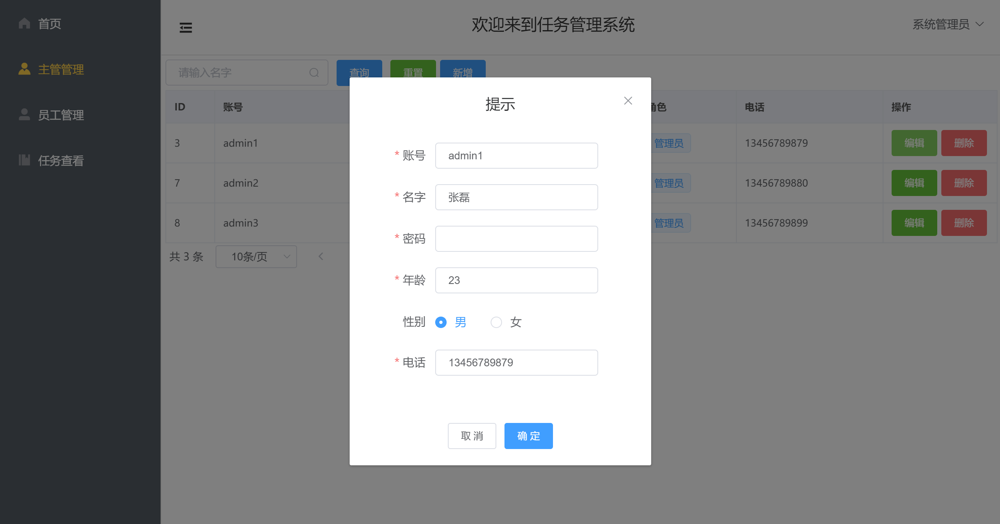 首页
主管管理
员工管理
任务查看
欢迎来到任务管理系统
系统管理员
请输入名字
查询
重置
新增
ID 账号 角色 电话 操作
3 admin1 管理员 13456789879 编辑 删除
7 admin2 管理员 13456789880 编辑 删除
8 admin3 管理员 13456789899 编辑 删除
共 3 条 10条/页
提示
* 账号 admin1
* 名字 张磊
* 密码
* 年龄 23
性别 男 女
* 电话 13456789879
取 消 确 定